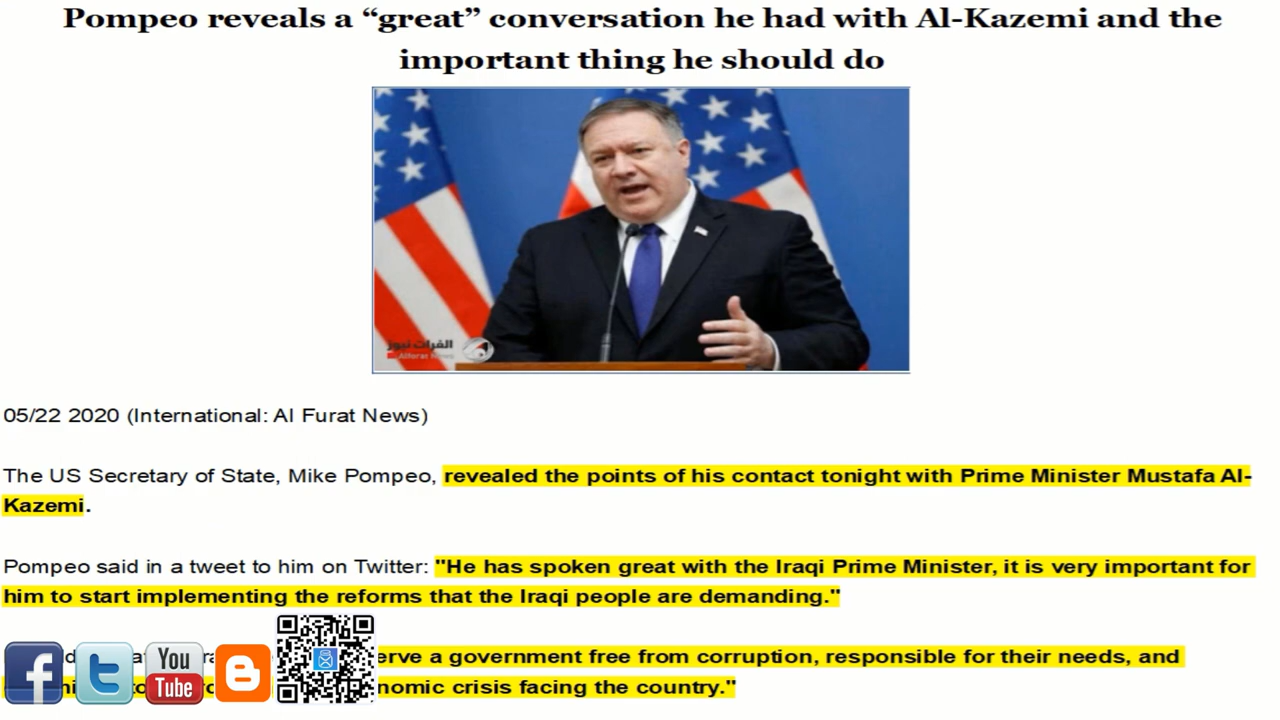 Pompeo reveals a “great” conversation he had with Al-Kazemi and the
important thing he should do
الفرات نيوز
Alforat News
05/22 2020 (International: Al Furat News)
The US Secretary of State, Mike Pompeo, revealed the points of his contact tonight with Prime Minister Mustafa Al-
Kazemi.
Pompeo said in a tweet to him on Twitter: "He has spoken great with the Iraqi Prime Minister, it is very important for
him to start implementing the reforms that the Iraqi people are demanding."
a government free from corruption, responsible for their needs, and
crisis facing the country."
f t You Tube B